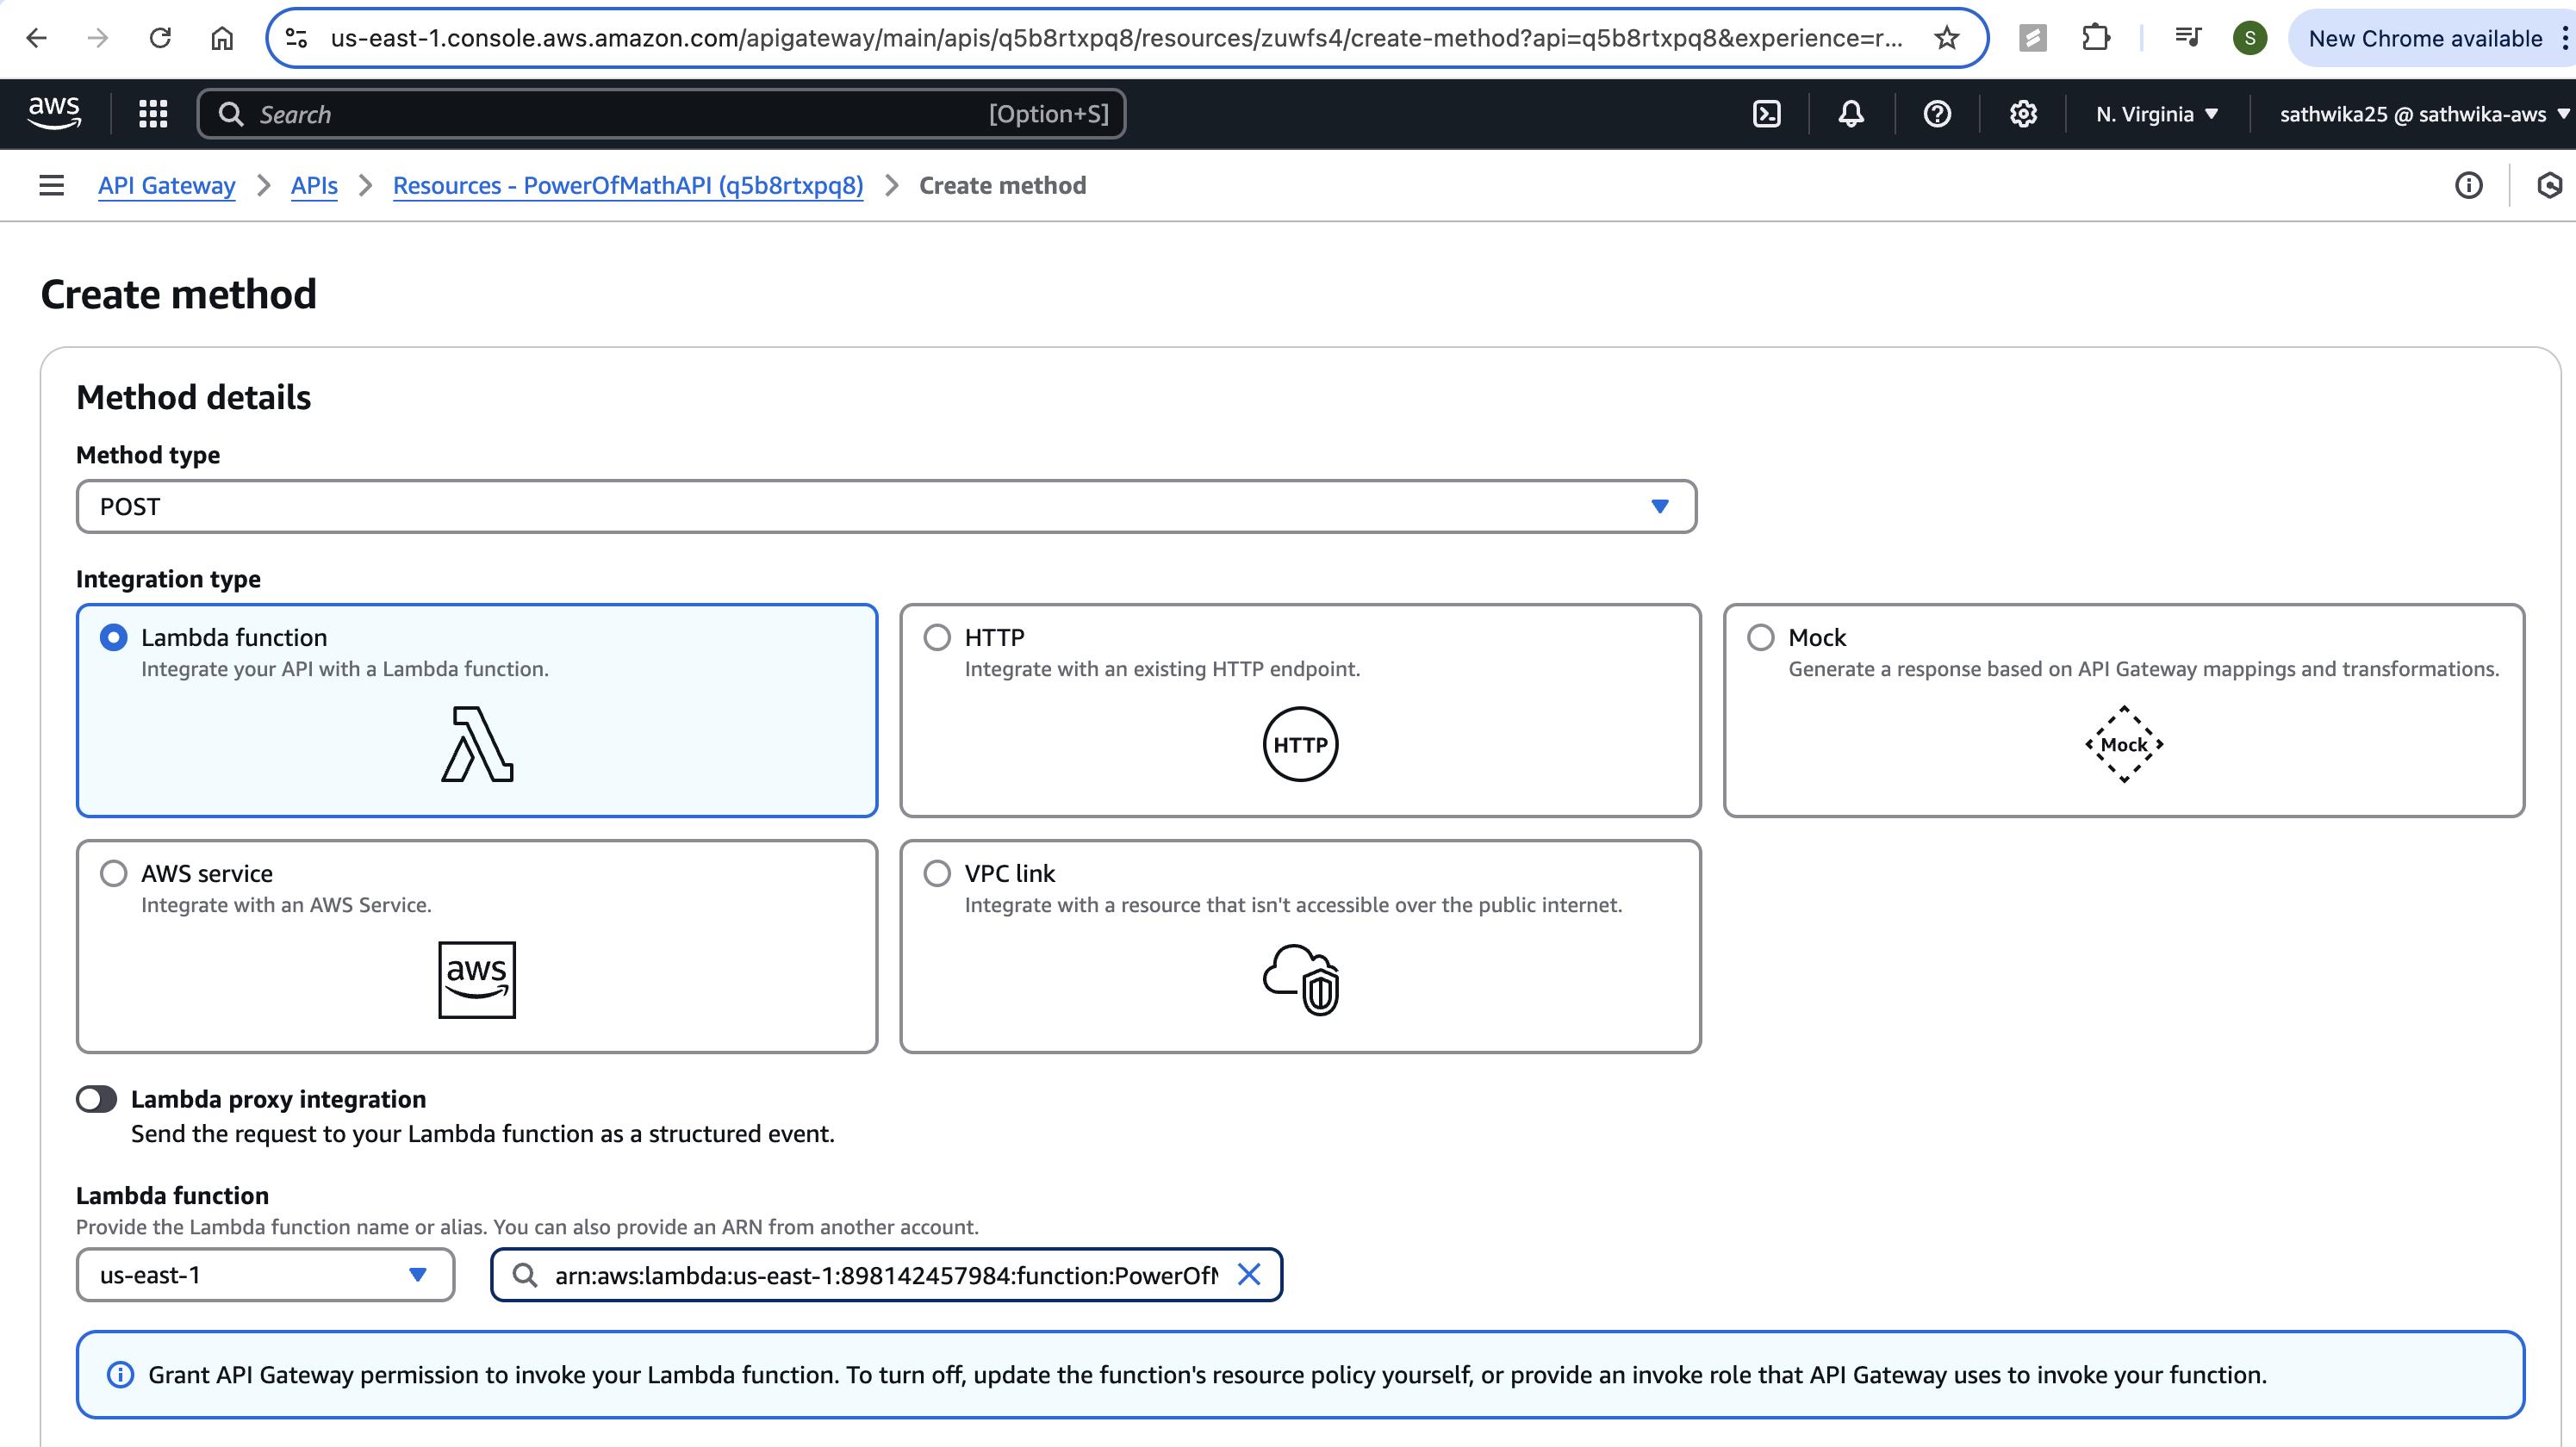 us-east-1.console.aws.amazon.com/apigateway/main/apis/q5b8rtxpq8/resources/zuwfs4/create-method?api=q5b8rtxpq8&experience=r...
S
New Chrome available
aws
Search
[Option+S]
N. Virginia
sathwika25 @ sathwika-aws
API Gateway
APIs
Resources - PowerOfMathAPI (q5b8rtxpq8)
Create method
Create method
Method details
Method type
POST
Integration type
Lambda function
Integrate your API with a Lambda function.
HTTP
Integrate with an existing HTTP endpoint.
HTTP
Mock
Generate a response based on API Gateway mappings and transformations.
Mock
AWS service
Integrate with an AWS Service.
aws
VPC link
Integrate with a resource that isn't accessible over the public internet.
Lambda proxy integration
Send the request to your Lambda function as a structured event.
Lambda function
Provide the Lambda function name or alias. You can also provide an ARN from another account.
us-east-1
arn:aws:lambda:us-east-1:898142457984:function:PowerOf
Grant API Gateway permission to invoke your Lambda function. To turn off, update the function's resource policy yourself, or provide an invoke role that API Gateway uses to invoke your function.